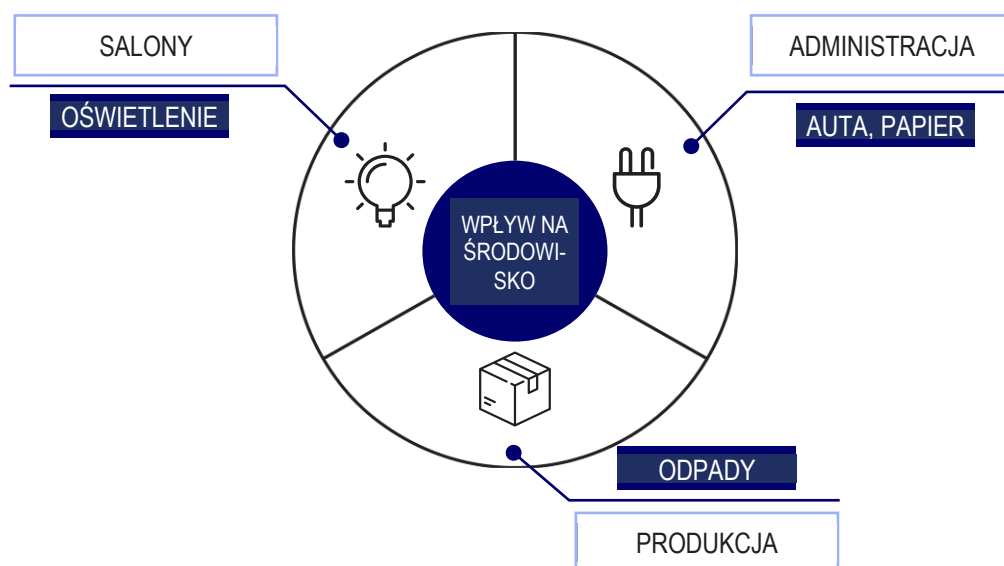 SALONY
OŚWIETLENIE
ADMINISTRACJA
AUTA, PAPIER
WPŁYW NA
ŚRODOWI-
SKO
ODPADY
PRODUKCJA